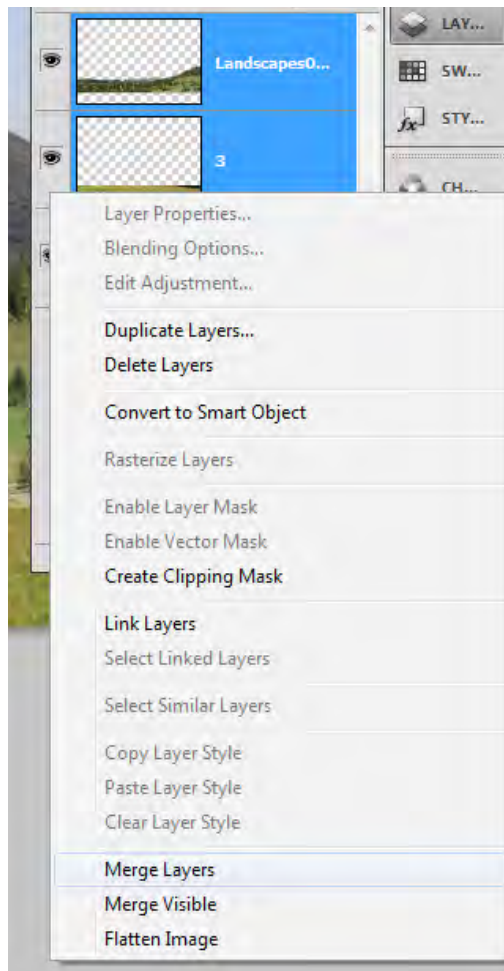 LAY...
Landscapes0...
SW...
STY...
3
CH...
Layer Properties...
Blending Options...
Edit Adjustment...
Duplicate Layers...
Delete Layers
Convert to Smart Object
Rasterize Layers
Enable Layer Mask
Enable Vector Mask
Create Clipping Mask
Link Layers
Select Linked Layers
Select Similar Layers
Copy Layer Style
Paste Layer Style
Clear Layer Style
Merge Layers
Merge Visible
Flatten Image